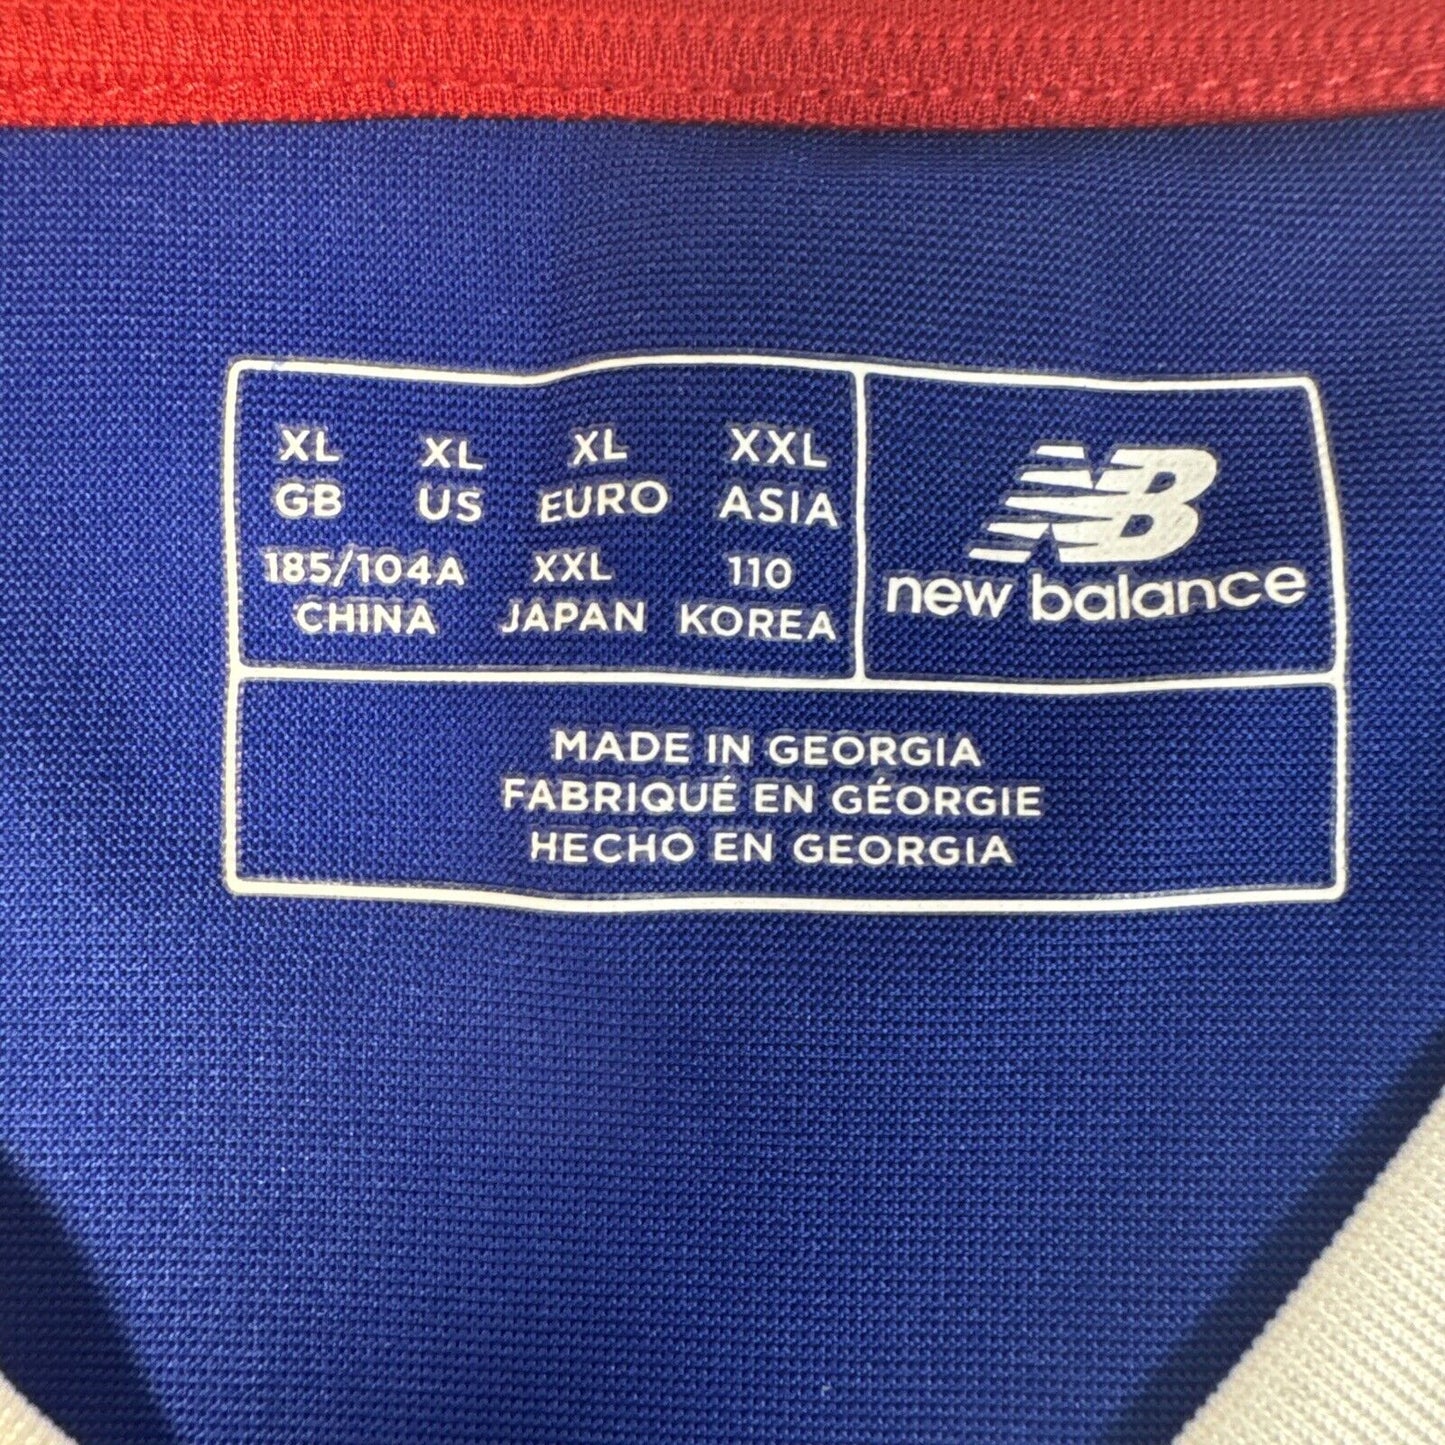 XL XL XL XXL
GB US EURO ASIA
185/104A XXL 110
CHINA JAPAN KOREA
NB
new balance
MADE IN GEORGIA
FABRIQUÉ EN GÉORGIE
HECHO EN GEORGIA